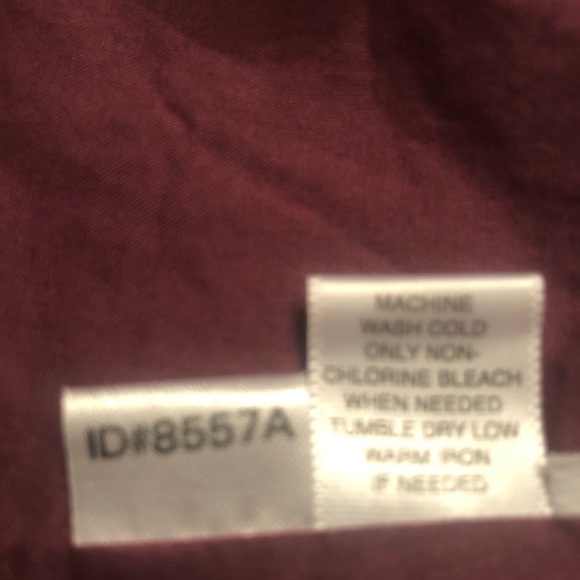 ID#8557A
MACHINE
WASH COLD
ONLY NON-
CHLORINE BLEACH
WHEN NEEDED
TUMBLE DRY LOW
WARM IRON
IF NEEDED